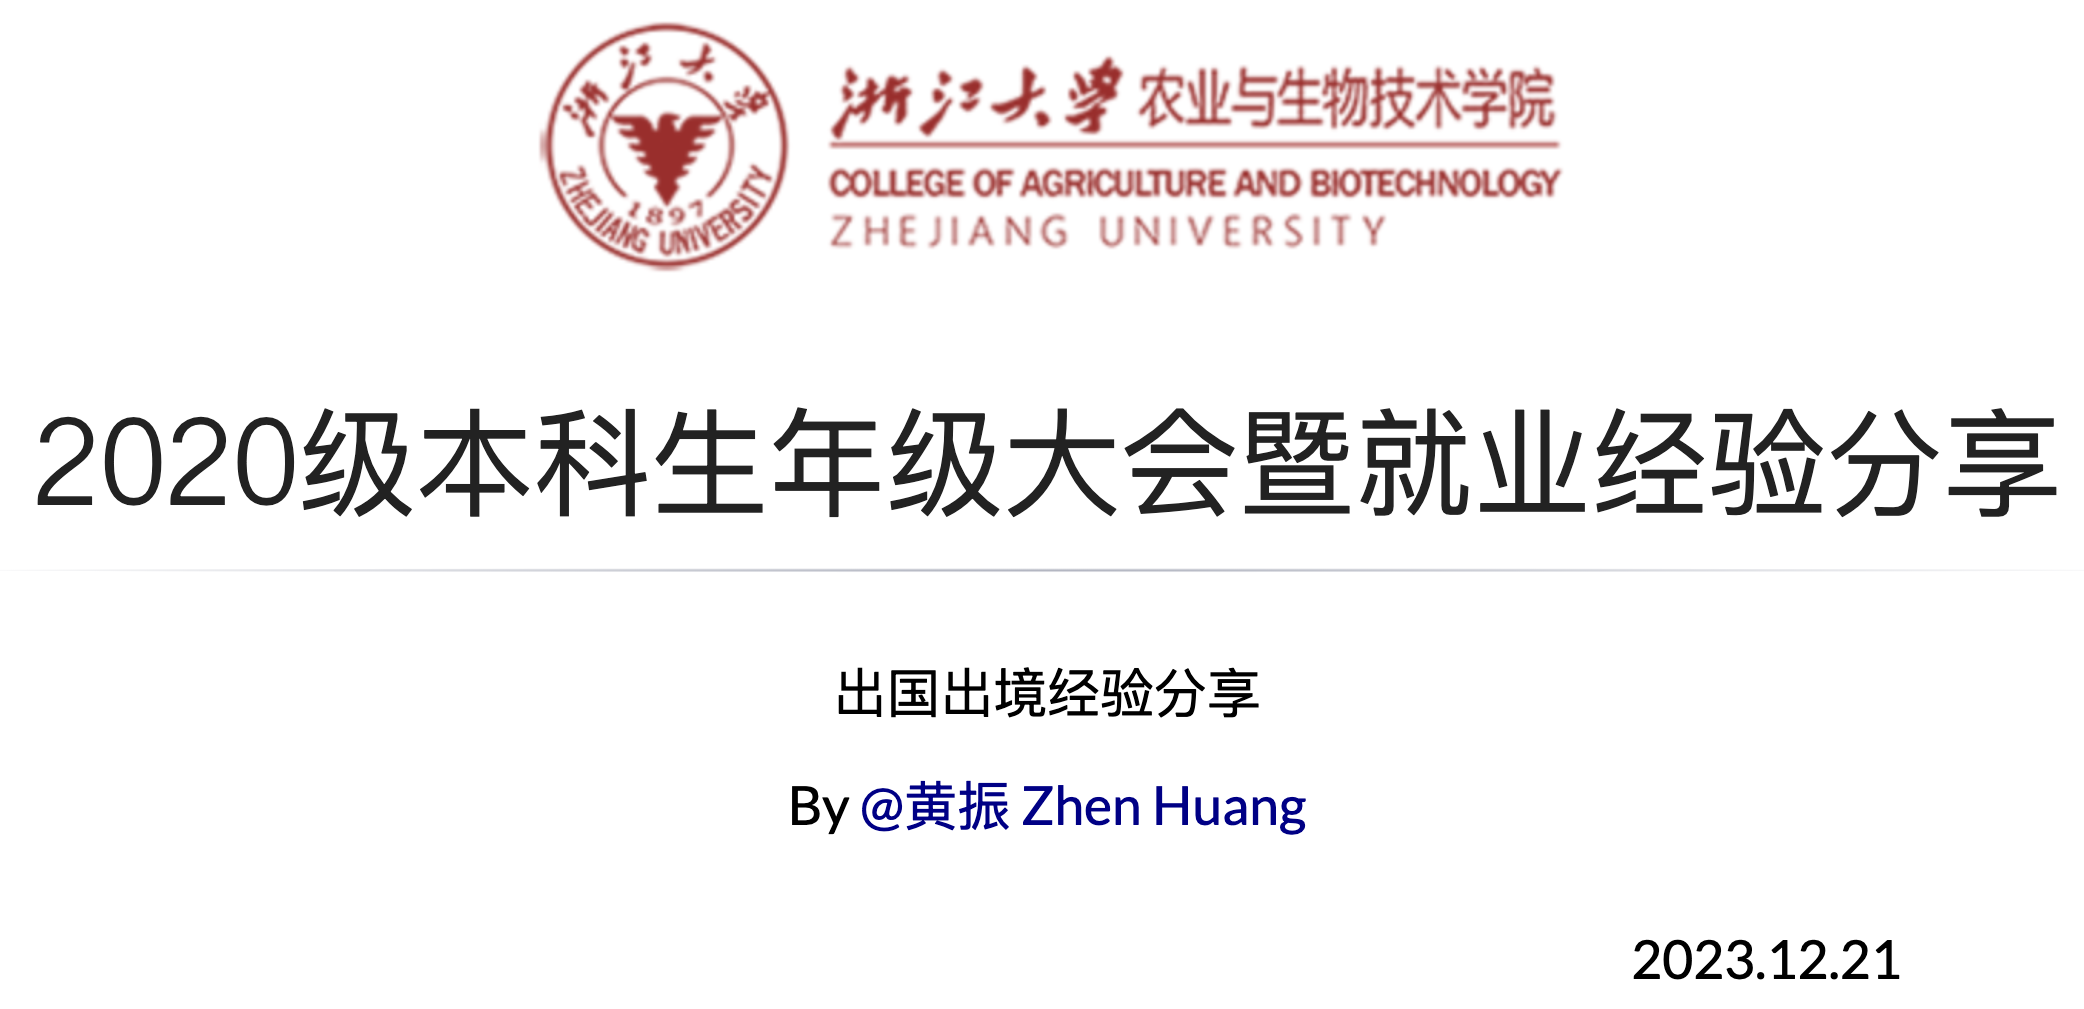 浙江大学
1897
ZHEJIANG UNIVERSITY
浙江大学 农业与生物技术学院
COLLEGE OF AGRICULTURE AND BIOTECHNOLOGY
ZHEJIANG UNIVERSITY
2020级本科生年级大会暨就业经验分享
出国出境经验分享
By @黄振 Zhen Huang
2023.12.21